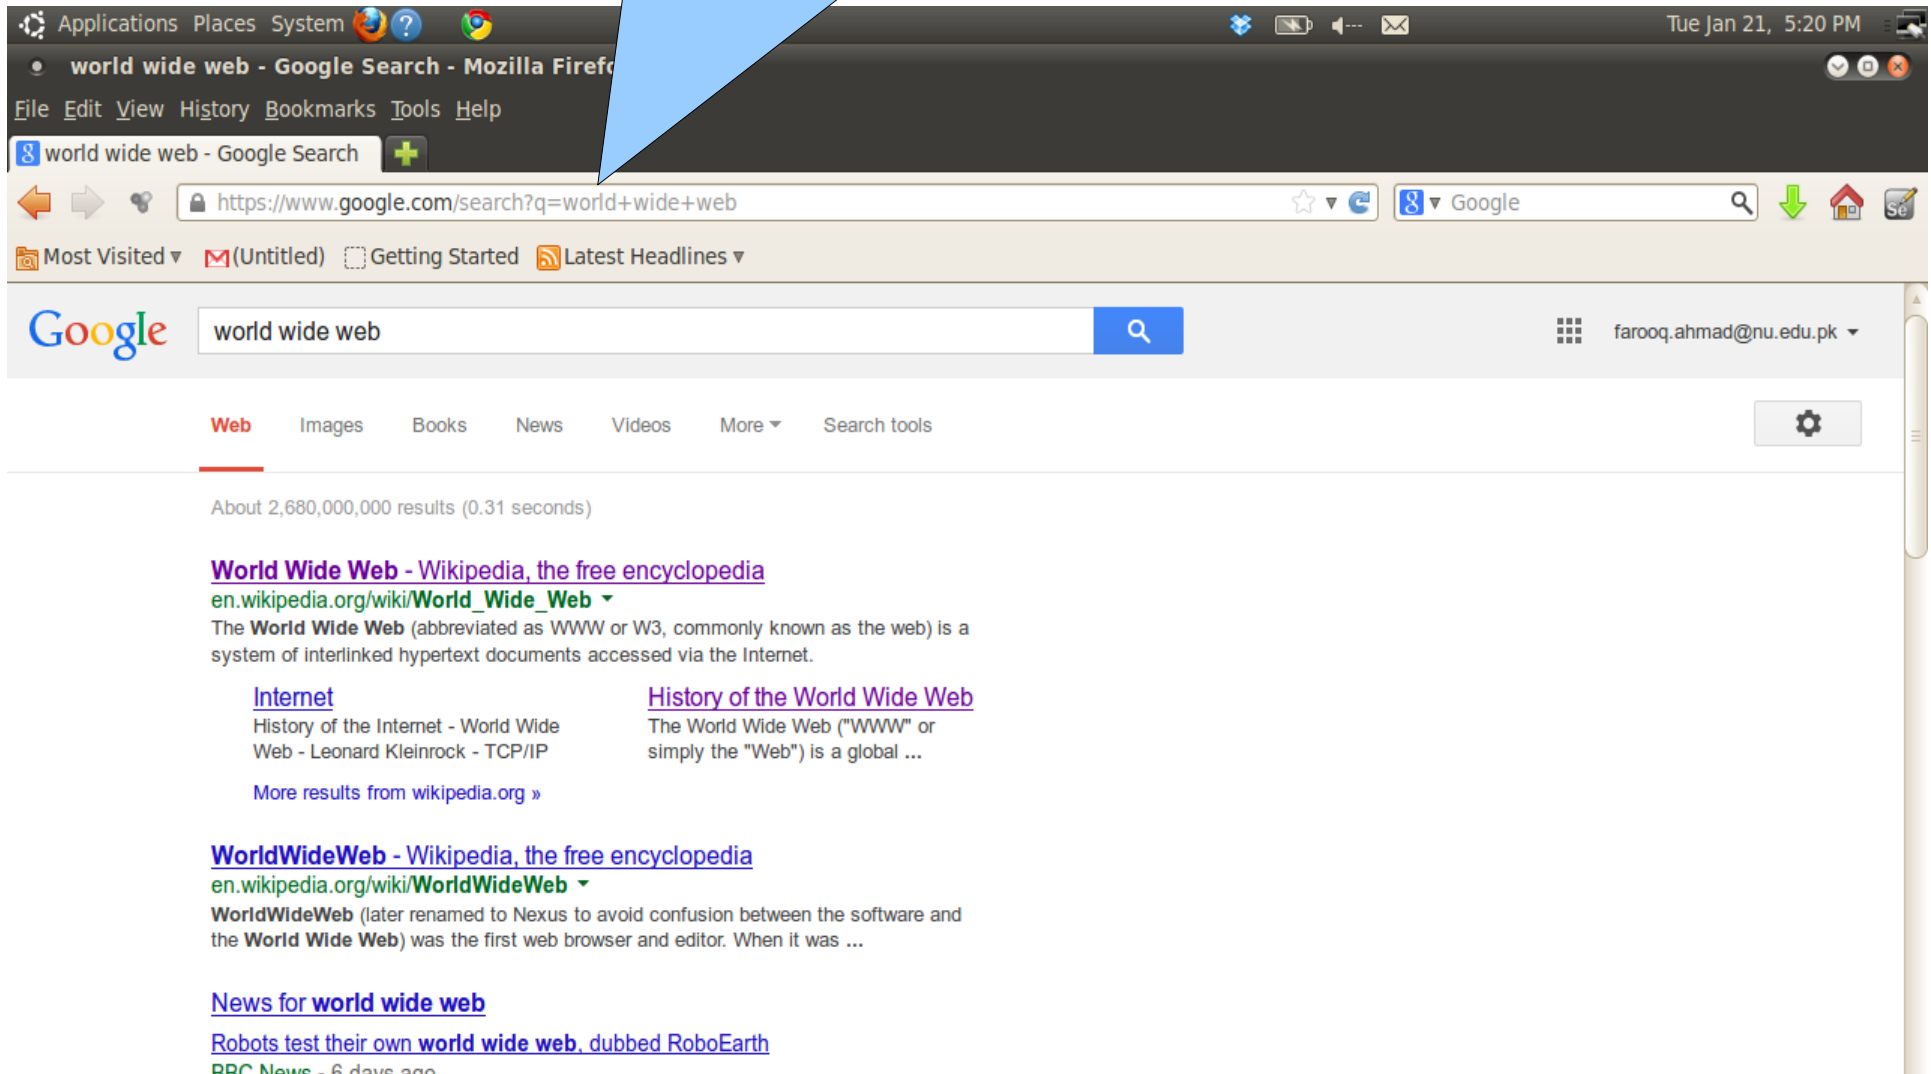 Applications Places System Tue Jan 21, 5:20 PM
world wide web - Google Search - Mozilla Firefo
File Edit View History Bookmarks Tools Help
world wide web - Google Search
https://www.google.com/search?q=world+wide+web Google Se
Most Visited (Untitled) Getting Started Latest Headlines
Google world wide web farooq.ahmad@nu.edu.pk
Web Images Books News Videos More Search tools
About 2,680,000,000 results (0.31 seconds)
World Wide Web - Wikipedia, the free encyclopedia
en.wikipedia.org/wiki/World_Wide_Web
The World Wide Web (abbreviated as WWW or W3, commonly known as the web) is a
system of interlinked hypertext documents accessed via the Internet.
Internet
History of the Internet - World Wide
Web - Leonard Kleinrock - TCP/IP
History of the World Wide Web
The World Wide Web ("WWW" or
simply the "Web") is a global ...
More results from wikipedia.org »
WorldWideWeb - Wikipedia, the free encyclopedia
en.wikipedia.org/wiki/WorldWideWeb
WorldWideWeb (later renamed to Nexus to avoid confusion between the software and
the World Wide Web) was the first web browser and editor. When it was ...
News for world wide web
Robots test their own world wide web, dubbed RoboEarth
BBC News - 6 days ago